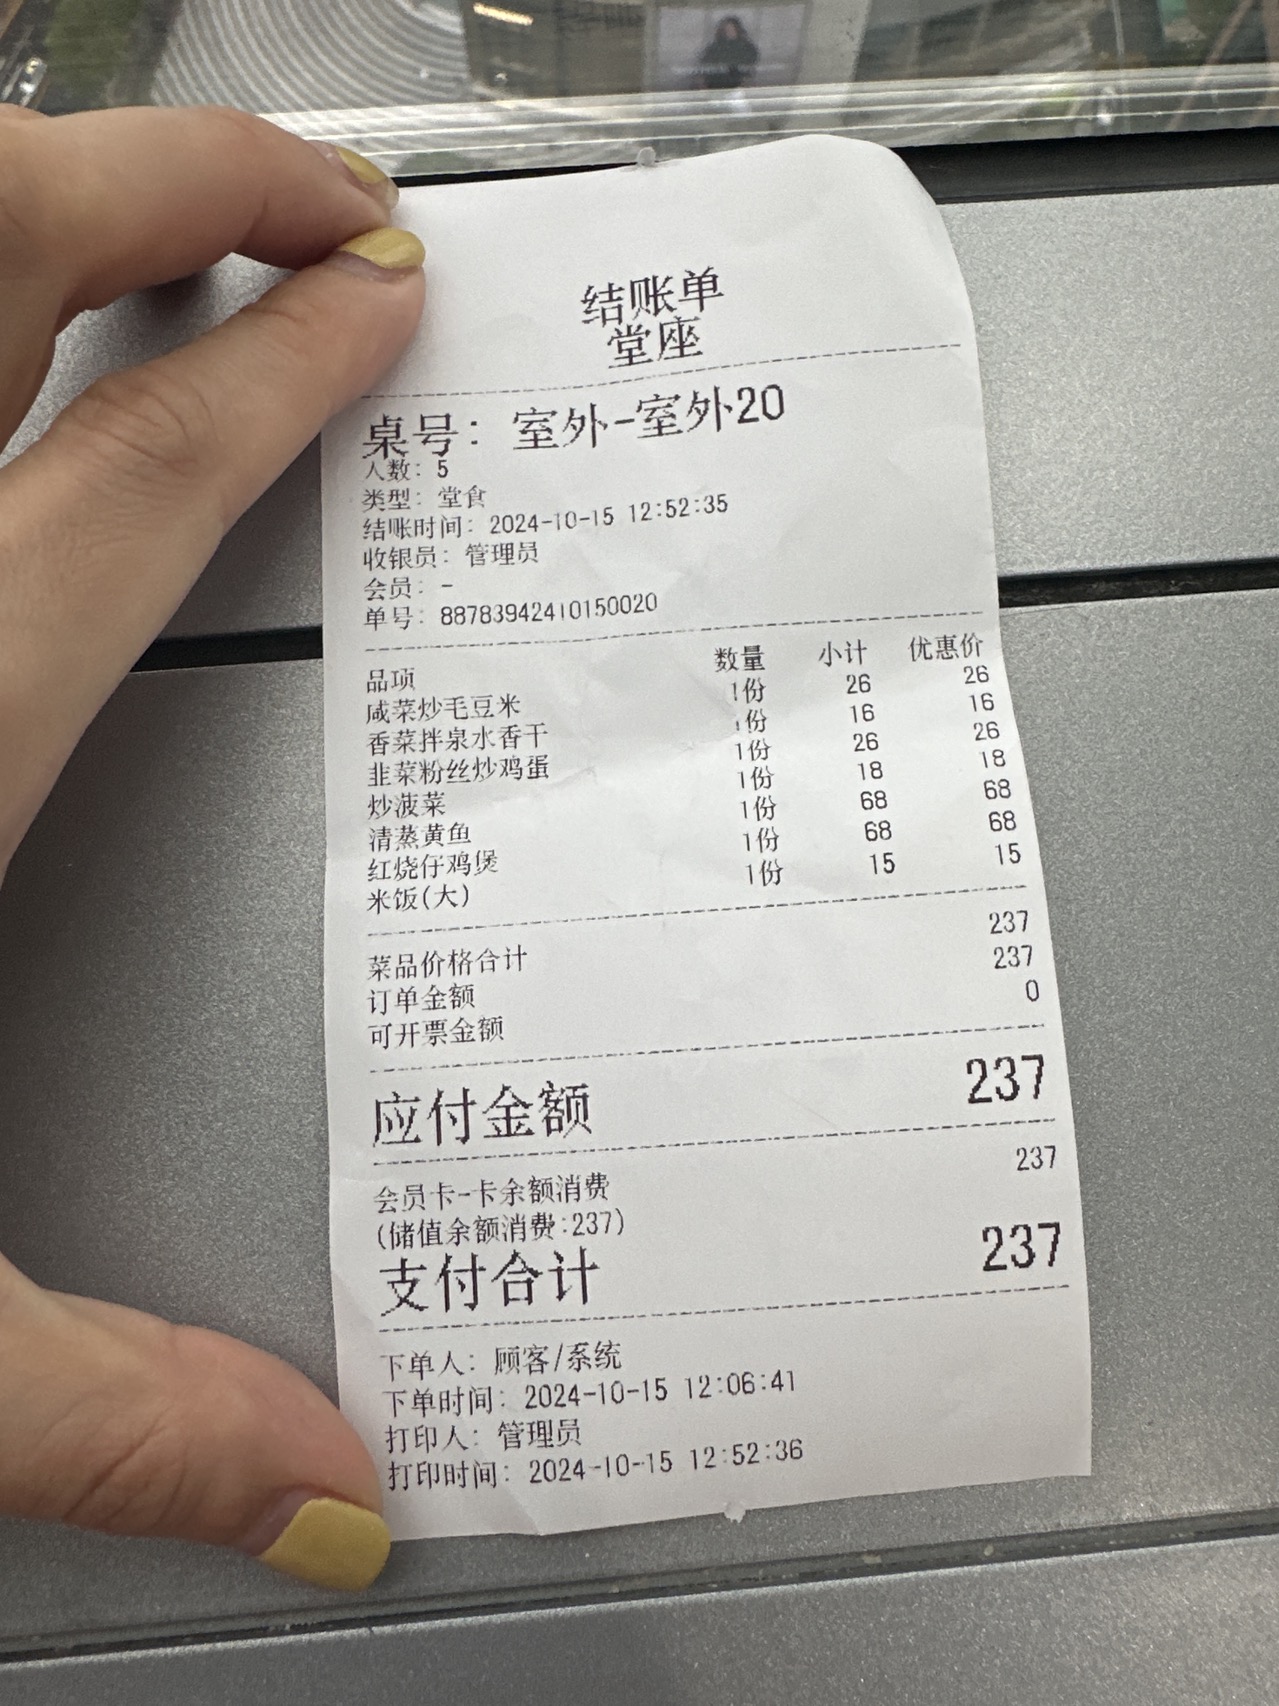 结账单
堂座
桌号：室外-室外20
人数：5
类型：堂食
结账时间：2024-10-15 12:52:35
收银员：管理员
会员：-
单号：88783942410150020
品项 数量 小计 优惠价
咸菜炒毛豆米 1份 26 26
香菜拌泉水香干 1份 16 16
韭菜粉丝炒鸡蛋 1份 26 26
炒菠菜 1份 18 18
清蒸黄鱼 1份 68 68
红烧仔鸡煲 1份 68 68
米饭(大) 1份 15 15
菜品价格合计 237
订单金额 237
可开票金额 0
应付金额 237
会员卡-卡余额消费 237
(储值余额消费:237)
支付合计 237
下单人：顾客/系统
下单时间：2024-10-15 12:06:41
打印人：管理员
打印时间：2024-10-15 12:52:36